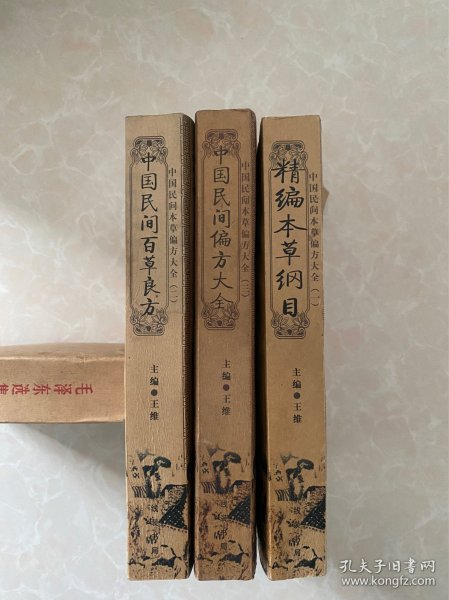 中国民间百草良方
中国民间本草偏方大全（二）
主编●王维
中国民间偏方大全
中国民间本草偏方大全（三）
主编●王维
精编本草纲目
中国民间本草偏方大全（一）
主编●王维
毛泽东选集
孔夫子旧书网
www.kongfz.com